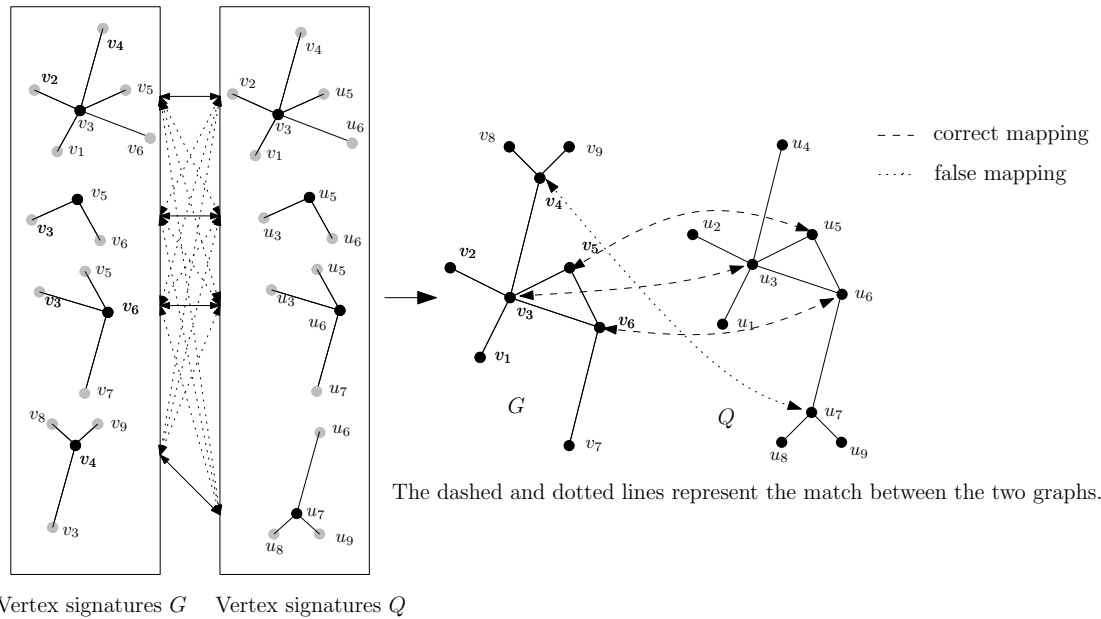 v4
v2
v5
v3
v1
v6
v5
v3
v6
v5
v3
v6
v7
v8
v9
v4
v3
Vertex signatures G
v4
v2
u5
v3
u6
v1
u5
u3
u6
u5
u3
u6
u7
u6
u7
u8
u9
Vertex signatures Q
v8
v9
v4
v2
v5
v3
v6
v1
G
v7
u4
u2
u5
u3
u6
u1
Q
u7
u8
u9
correct mapping
false mapping
The dashed and dotted lines represent the match between the two graphs.